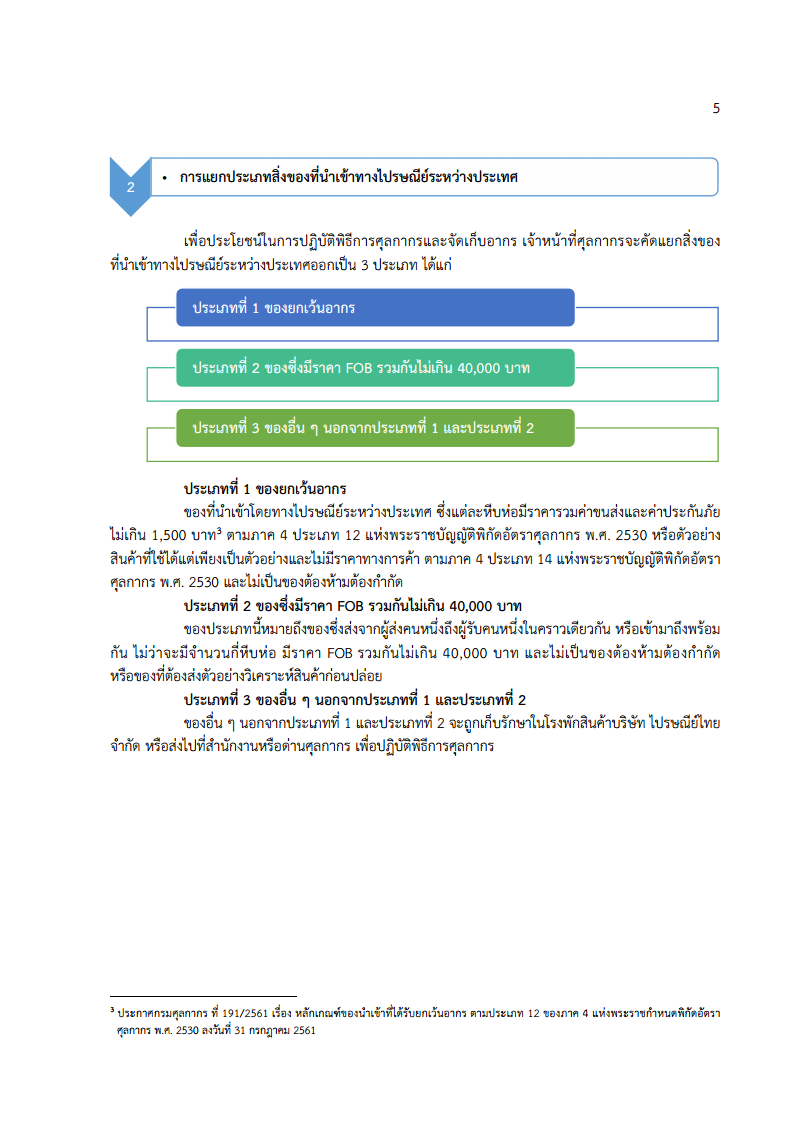 5
2
• การแยกประเภทสิ่งของที่นำเข้าทางไปรษณีย์ระหว่างประเทศ
เพื่อประโยชน์ในการปฏิบัติพิธีการศุลกากรและจัดเก็บอากร เจ้าหน้าที่ศุลกากรจะคัดแยกสิ่งของ
ที่นำเข้าทางไปรษณีย์ระหว่างประเทศออกเป็น 3 ประเภท ได้แก่
ประเภทที่ 1 ของยกเว้นอากร
ประเภทที่ 2 ของซึ่งมีราคา FOB รวมกันไม่เกิน 40,000 บาท
ประเภทที่ 3 ของอื่น ๆ นอกจากประเภทที่ 1 และประเภทที่ 2
ประเภทที่ 1 ของยกเว้นอากร
ของที่นำเข้าโดยทางไปรษณีย์ระหว่างประเทศ ซึ่งแต่ละหีบห่อมีราคารวมค่าขนส่งและค่าประกันภัย
ไม่เกิน 1,500 บาท³ ตามภาค 4 ประเภท 12 แห่งพระราชบัญญัติพิกัดอัตราศุลกากร พ.ศ. 2530 หรือตัวอย่าง
สินค้าที่ใช้ได้แต่เพียงเป็นตัวอย่างและไม่มีราคาทางการค้า ตามภาค 4 ประเภท 14 แห่งพระราชบัญญัติพิกัดอัตรา
ศุลกากร พ.ศ. 2530 และไม่เป็นของต้องห้ามต้องกำกัด
ประเภทที่ 2 ของซึ่งมีราคา FOB รวมกันไม่เกิน 40,000 บาท
ของประเภทนี้หมายถึงของซึ่งส่งจากผู้ส่งคนหนึ่งถึงผู้รับคนหนึ่งในคราวเดียวกัน หรือเข้ามาถึงพร้อม
กัน ไม่ว่าจะมีจำนวนกี่หีบห่อ มีราคา FOB รวมกันไม่เกิน 40,000 บาท และไม่เป็นของต้องห้ามต้องกำกัด
หรือของที่ต้องส่งตัวอย่างวิเคราะห์สินค้าก่อนปล่อย
ประเภทที่ 3 ของอื่น ๆ นอกจากประเภทที่ 1 และประเภทที่ 2
ของอื่น ๆ นอกจากประเภทที่ 1 และประเภทที่ 2 จะถูกเก็บรักษาในโรงพักสินค้าบริษัท ไปรษณีย์ไทย
จำกัด หรือส่งไปที่สำนักงานหรือด่านศุลกากร เพื่อปฏิบัติพิธีการศุลกากร
³ ประกาศกรมศุลกากร ที่ 191/2561 เรื่อง หลักเกณฑ์ของนำเข้าที่ได้รับยกเว้นอากร ตามประเภท 12 ของภาค 4 แห่งพระราชกำหนดพิกัดอัตรา
ศุลกากร พ.ศ. 2530 ลงวันที่ 31 กรกฎาคม 2561